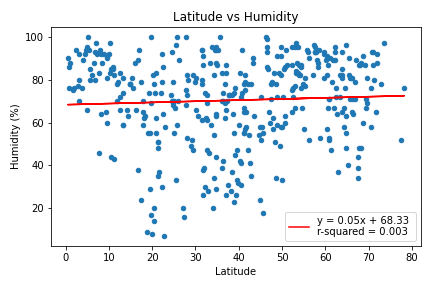 Latitude vs Humidity
100
80
60
40
20
Humidity (%)
y = 0.05x + 68.33
r-squared = 0.003
0 10 20 30 40 50 60 70 80
Latitude